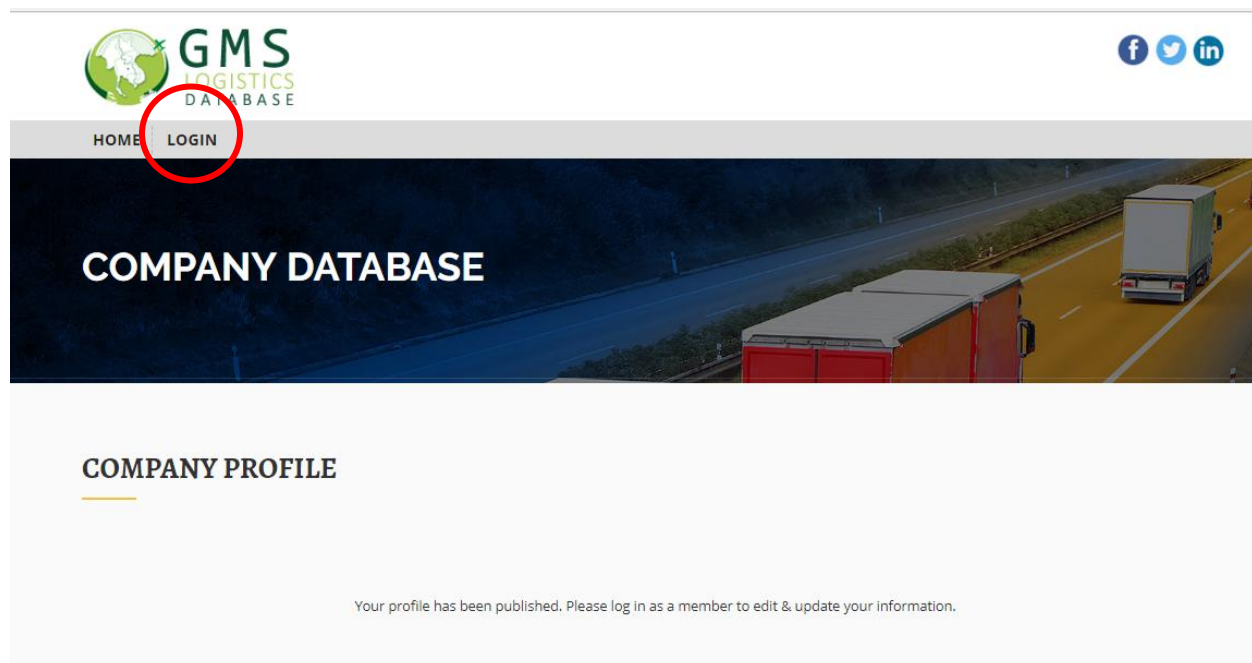 GMS
LOGISTICS
DATABASE
f in
HOME LOGIN
COMPANY DATABASE
COMPANY PROFILE
Your profile has been published. Please log in as a member to edit & update your information.